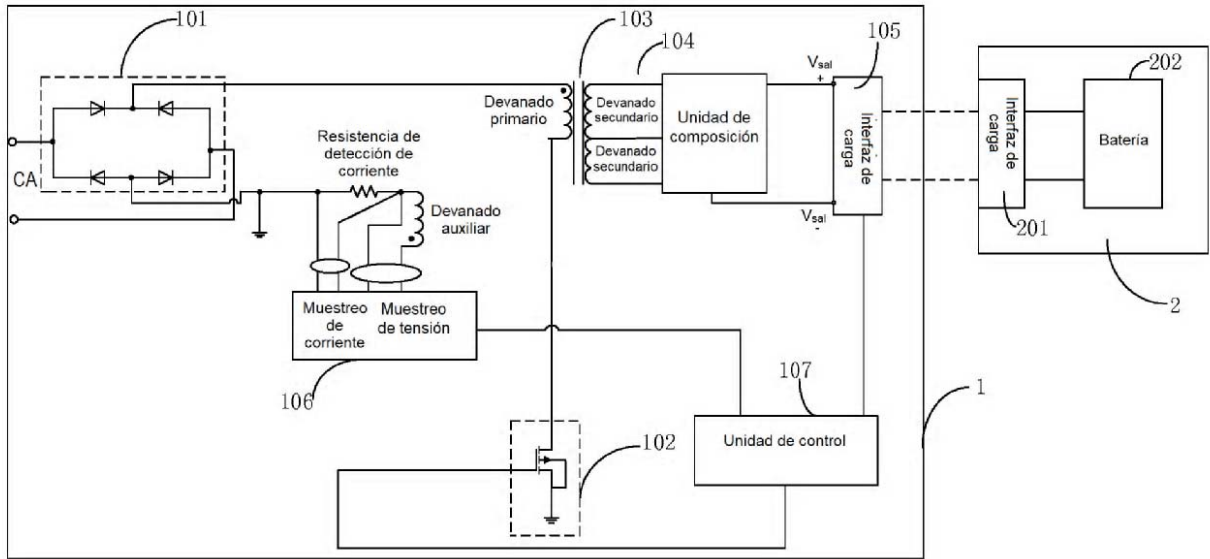 101
103
104
105
202
CA
Resistencia de
detección de
corriente
Devanado
primario
Devanado
secundario
Devanado
secundario
Unidad de
composición
Vsal
+
Vsal
-
Interfaz de
carga
Interfaz de
carga
Batería
201
2
Devanado
auxiliar
Muestreo
de
corriente
Muestreo
de tensión
106
107
1
Unidad de control
102